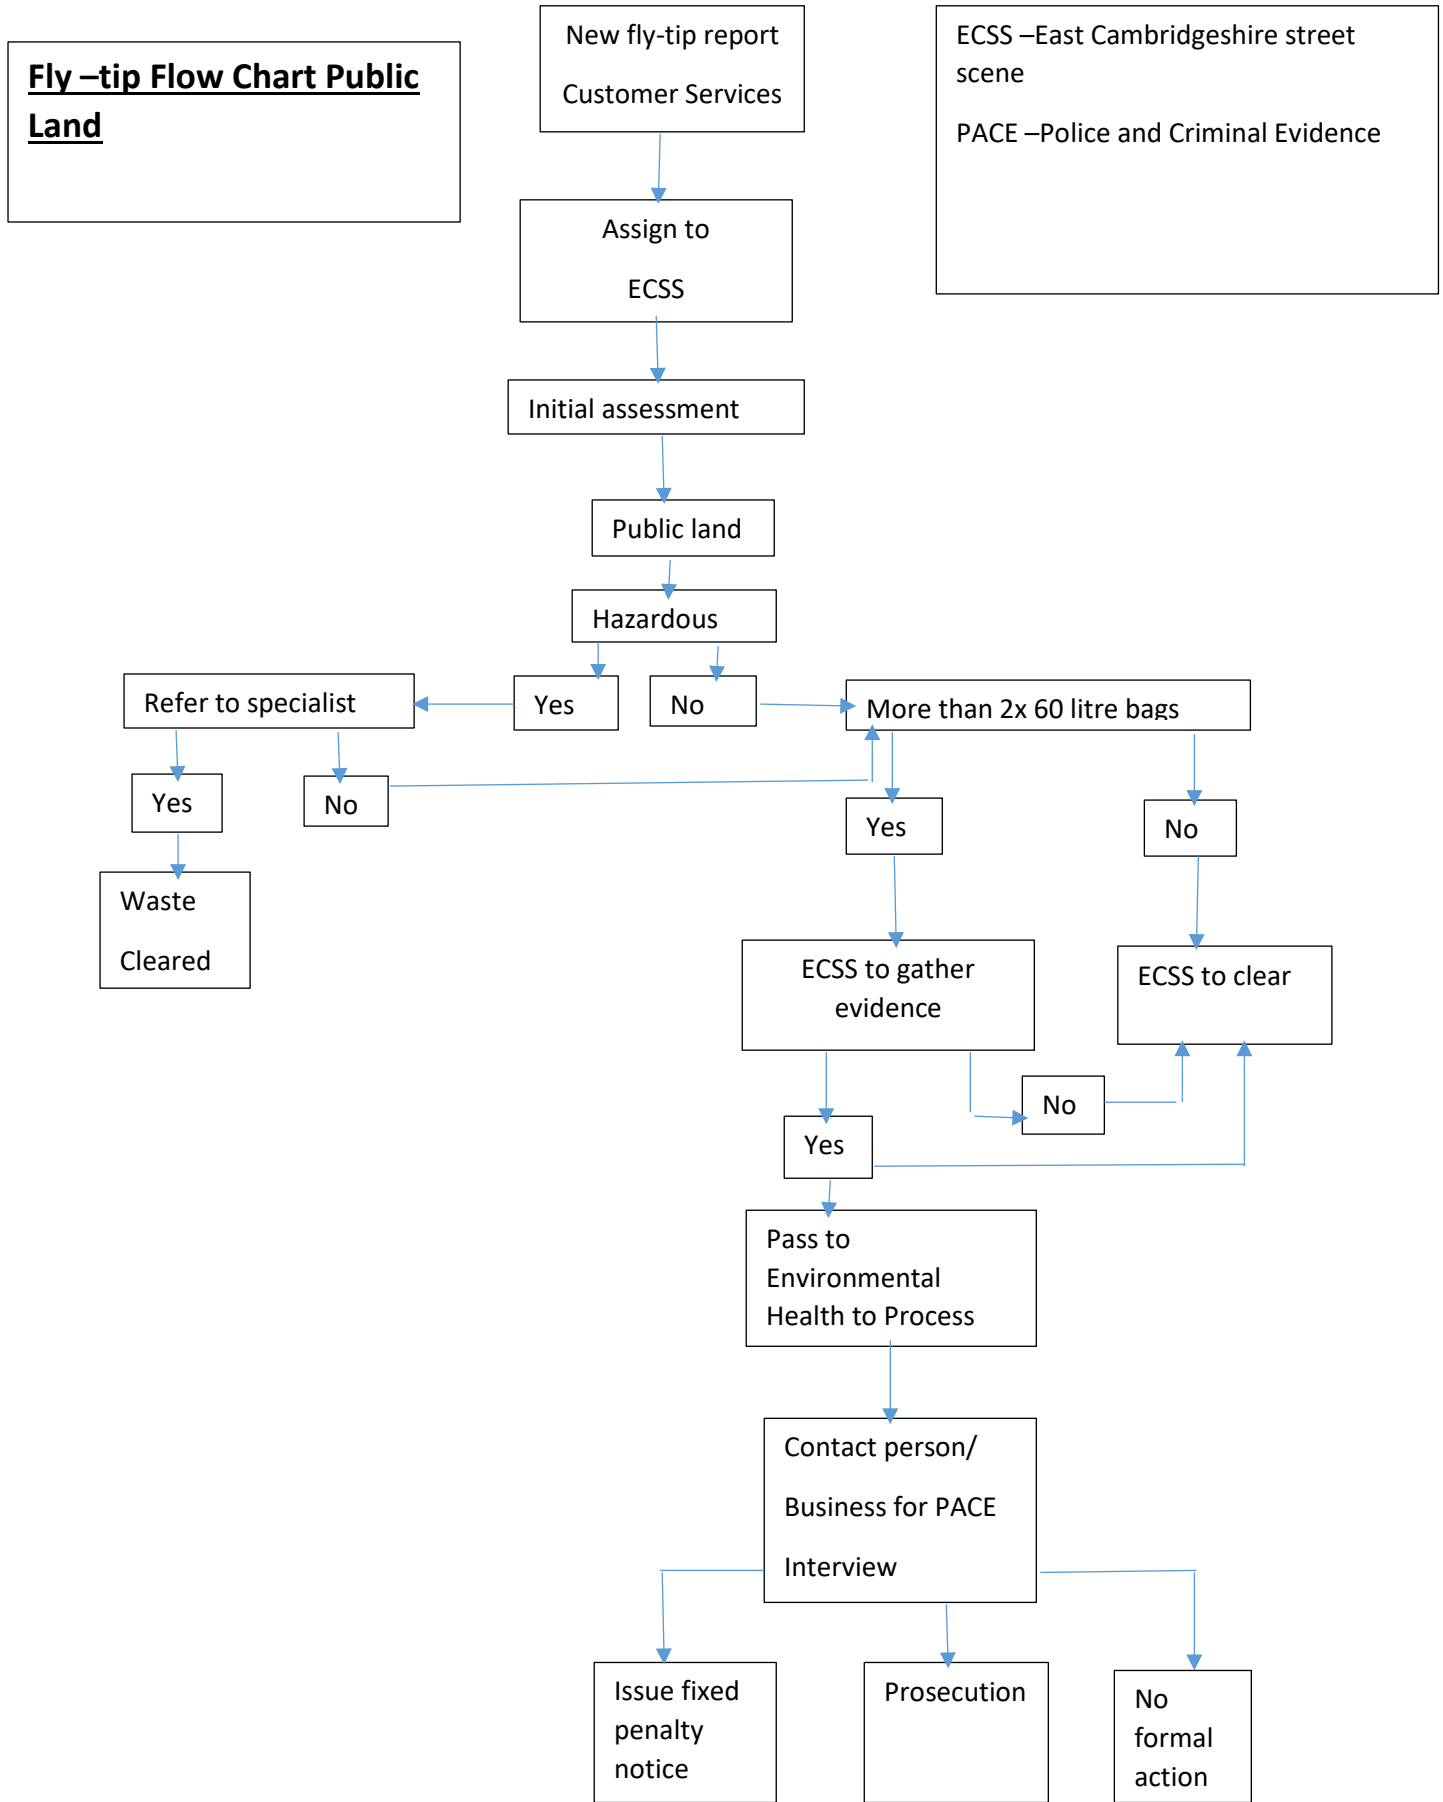 Fly –tip Flow Chart Public
Land
New fly-tip report
Customer Services
ECSS –East Cambridgeshire street
scene
PACE –Police and Criminal Evidence
Assign to
ECSS
Initial assessment
Public land
Hazardous
Refer to specialist
Yes
No
More than 2x 60 litre bags
Yes
No
Yes
No
Waste
Cleared
ECSS to gather
evidence
ECSS to clear
No
Yes
Pass to
Environmental
Health to Process
Contact person/
Business for PACE
Interview
Issue fixed
penalty
notice
Prosecution
No
formal
action